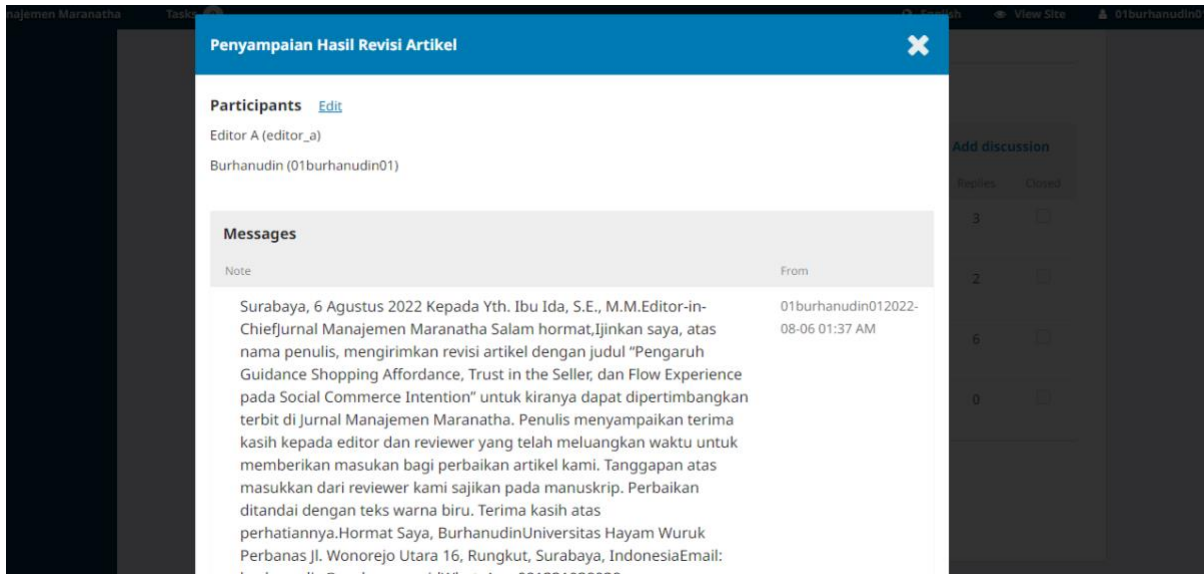 najemen Maranatha Tasks English View Site 01burhanudin0
Penyampaian Hasil Revisi Artikel
Participants Edit
Editor A (editor_a)
Burhanudin (01burhanudin01)
Add discussion
Replies Closed
Messages
3
Note From
2
Surabaya, 6 Agustus 2022 Kepada Yth. Ibu Ida, S.E., M.M.Editor-in- 01burhanudin012022-
ChiefJurnal Manajemen Maranatha Salam hormat,Ijinkan saya, atas 08-06 01:37 AM
nama penulis, mengirimkan revisi artikel dengan judul “Pengaruh 6
Guidance Shopping Affordance, Trust in the Seller, dan Flow Experience
pada Social Commerce Intention” untuk kiranya dapat dipertimbangkan 0
terbit di Jurnal Manajemen Maranatha. Penulis menyampaikan terima
kasih kepada editor dan reviewer yang telah meluangkan waktu untuk
memberikan masukan bagi perbaikan artikel kami. Tanggapan atas
masukkan dari reviewer kami sajikan pada manuskrip. Perbaikan
ditandai dengan teks warna biru. Terima kasih atas
perhatiannya.Hormat Saya, BurhanudinUniversitas Hayam Wuruk
Perbanas Jl. Wonorejo Utara 16, Rungkut, Surabaya, IndonesiaEmail: